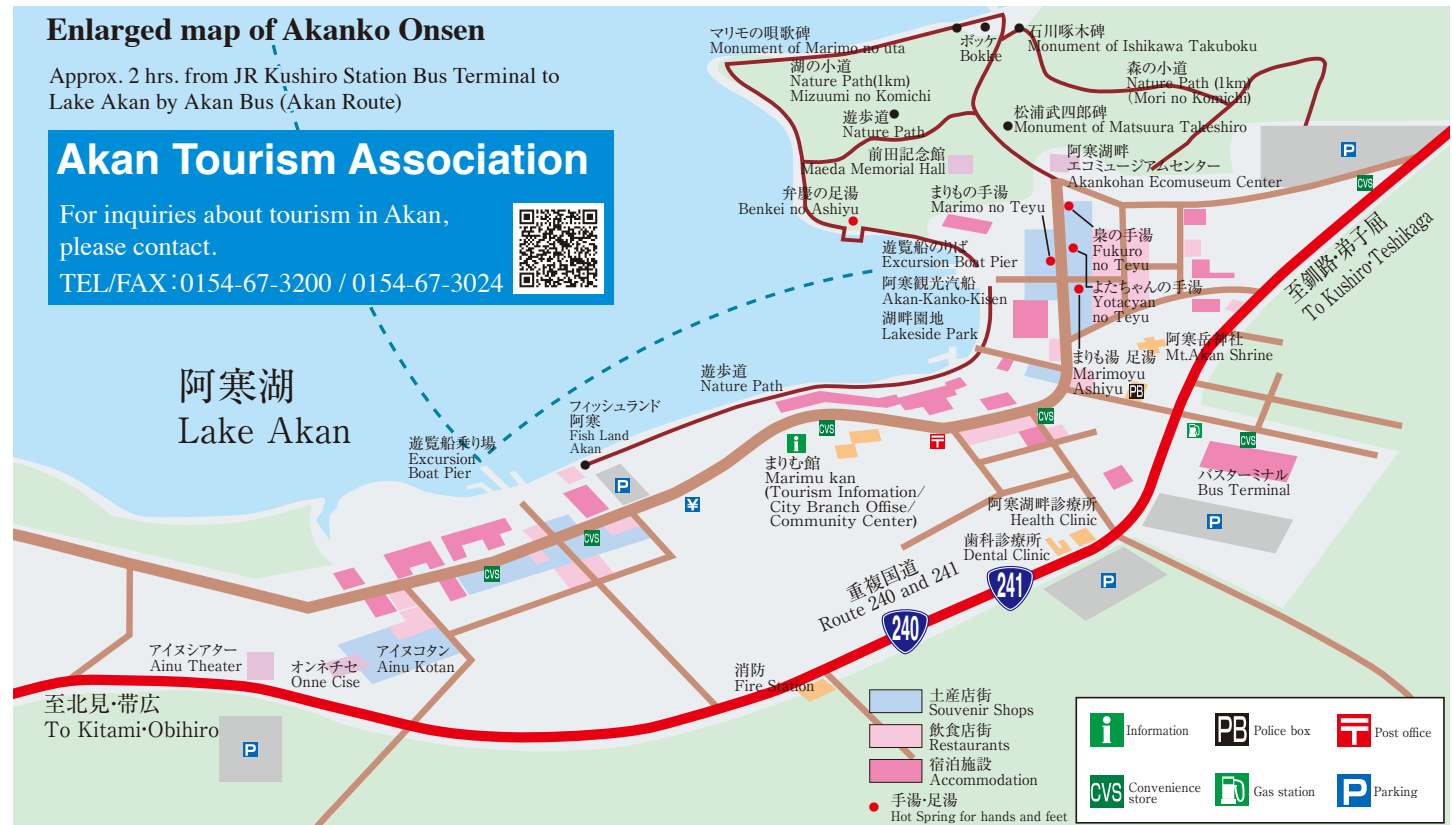 Enlarged map of Akanko Onsen
Approx. 2 hrs. from JR Kushiro Station Bus Terminal to
Lake Akan by Akan Bus (Akan Route)
Akan Tourism Association
For inquiries about tourism in Akan,
please contact.
TEL/FAX:0154-67-3200 / 0154-67-3024
マリモの唄歌碑
Monument of Marimo no uta
ボッケ
Bokke
石川啄木碑
Monument of Ishikawa Takuboku
湖の小道
Nature Path(1km)
Mizuumi no Komichi
森の小道
Nature Path (1km)
(Mori no Komichi)
遊歩道
Nature Path
松浦武四郎碑
Monument of Matsuura Takeshiro
前田記念館
Maeda Memorial Hall
阿寒湖畔
エコミュージアムセンター
Akankohan Ecomuseum Center
P
CVS
弁慶の足湯
Benkei no Ashiyu
まりもの手湯
Marimo no Teyu
梟の手湯
Fukuro
no Teyu
遊覧船のりば
Excursion Boat Pier
阿寒観光汽船
Akan-Kanko-Kisen
湖畔園地
Lakeside Park
よたちゃんの手湯
Yotacyan
no Teyu
至釧路・弟子屈
To Kushiro・Teshikaga
阿寒岳神社
Mt.Akan Shrine
まりも湯 足湯
Marimoyu
Ashiyu
PB
阿寒湖
Lake Akan
遊歩道
Nature Path
フィッシュランド
阿寒
Fish Land
Akan
遊覧船乗り場
Excursion
Boat Pier
P
¥
i
CVS
〒
CVS
CVS
まりむ館
Marimu kan
(Tourism Infomation/
City Branch Offise/
Community Center)
バスターミナル
Bus Terminal
P
阿寒湖畔診療所
Health Clinic
歯科診療所
Dental Clinic
P
CVS
CVS
重複国道
Route 240 and 241
241
240
アイヌシアター
Ainu Theater
オンネチセ
Onne Cise
アイヌコタン
Ainu Kotan
消防
Fire Station
至北見・帯広
To Kitami・Obihiro
P
土産店街
Souvenir Shops
飲食店街
Restaurants
宿泊施設
Accommodation
手湯・足湯
Hot Spring for hands and feet
i Information
PB Police box
〒 Post office
CVS Convenience
store
Gas station
P Parking